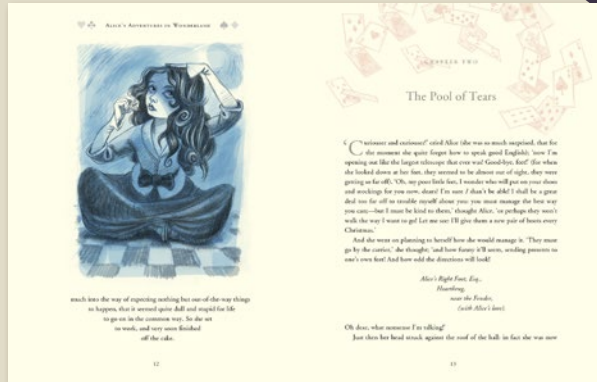 ALICE'S ADVENTURES IN WONDERLAND
much into the way of expecting nothing but out-of-the-way things
to happen, that it seemed quite dull and stupid for life
to go on in the common way. So she set
to work, and very soon finished
off the cake.
12
CHAPTER TWO
The Pool of Tears
'Curiouser and curiouser!' cried Alice (she was so much surprised, that for
the moment she quite forgot how to speak good English); 'now I'm
opening out like the largest telescope that ever was! Good-bye, feet!' (for when
she looked down at her feet, they seemed to be almost out of sight, they were
getting so far off). 'Oh, my poor little feet, I wonder who will put on your shoes
and stockings for you now, dears? I'm sure I shan't be able! I shall be a great
deal too far off to trouble myself about you: you must manage the best way
you can;—but I must be kind to them,' thought Alice, 'or perhaps they won't
walk the way I want to go! Let me see: I'll give them a new pair of boots every
Christmas.'
And she went on planning to herself how she would manage it. 'They must
go by the carrier,' she thought; 'and how funny it'll seem, sending presents to
one's own feet! And how odd the directions will look!
Alice's Right Foot, Esq.,
Hearthrug,
near the Fender,
(with Alice's love).
Oh dear, what nonsense I'm talking!'
Just then her head struck against the roof of the hall: in fact she was now
13